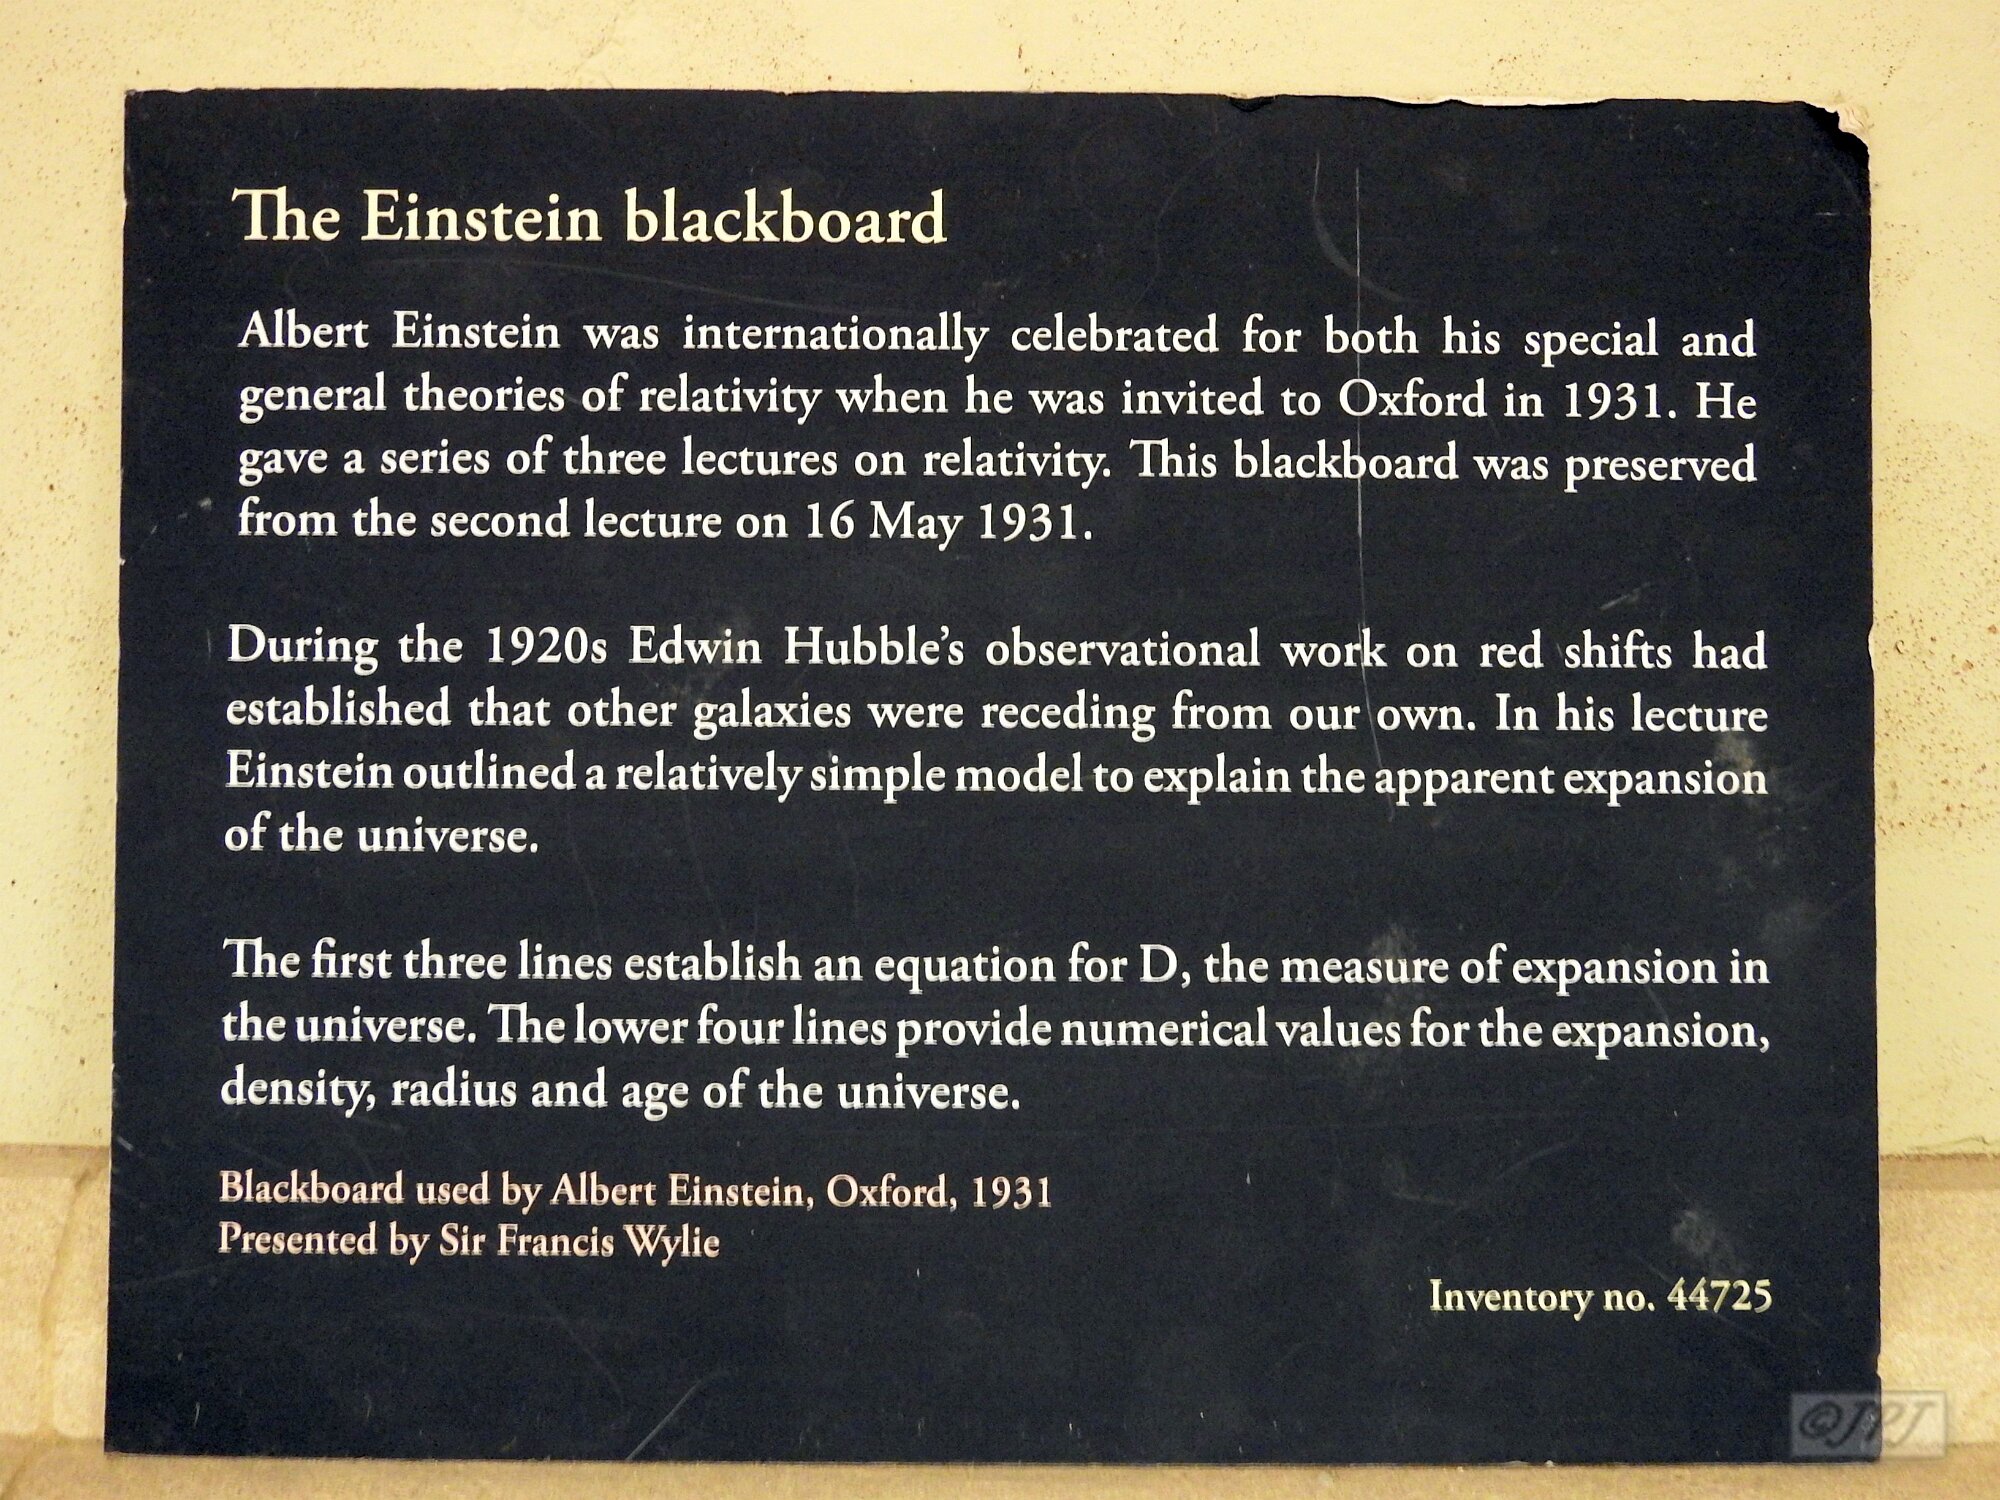 The Einstein blackboard
Albert Einstein was internationally celebrated for both his special and
general theories of relativity when he was invited to Oxford in 1931. He
gave a series of three lectures on relativity. This blackboard was preserved
from the second lecture on 16 May 1931.
During the 1920s Edwin Hubble's observational work on red shifts had
established that other galaxies were receding from our own. In his lecture
Einstein outlined a relatively simple model to explain the apparent expansion
of the universe.
The first three lines establish an equation for D, the measure of expansion in
the universe. The lower four lines provide numerical values for the expansion,
density, radius and age of the universe.
Blackboard used by Albert Einstein, Oxford, 1931
Presented by Sir Francis Wylie
Inventory no. 44725
©JPJ